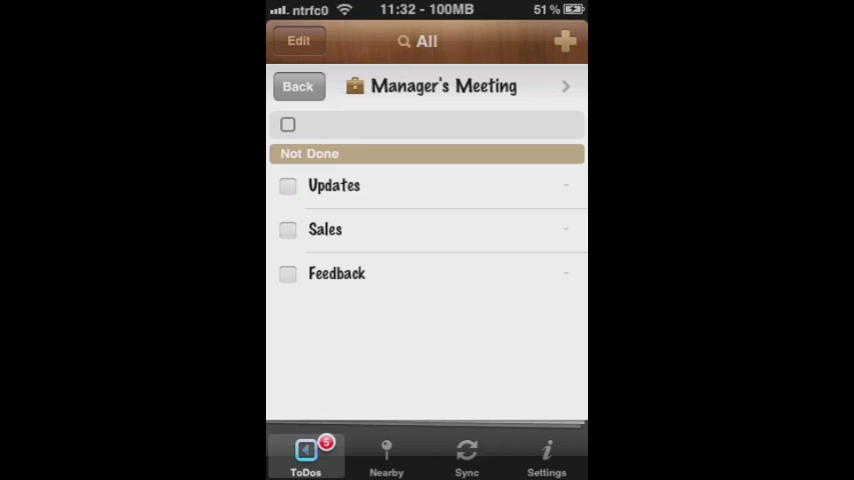 ntrfc0 11:32 - 100MB 51 %
Edit All
Back Manager's Meeting
Not Done
Updates -
Sales -
Feedback -
5
ToDos Nearby Sync Settings